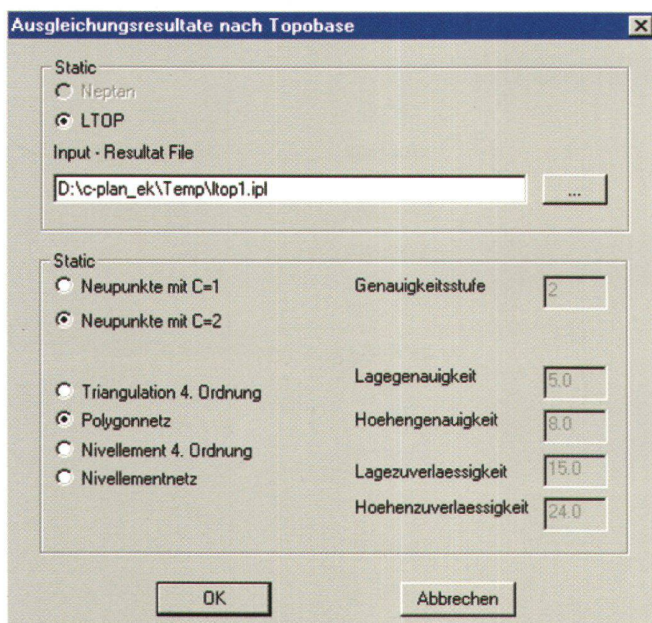 Ausgleichungsresultate nach Topobase
Static
Neptan
LTOP
Input - Resultat File
D:\c-plan_ek\Temp\ltop1.ipl
...
Static
Neupunkte mit C=1
Genauigkeitsstufe
2
Neupunkte mit C=2
Triangulation 4. Ordnung
Lagegenauigkeit
5.0
Polygonnetz
Hoehengenauigkeit
8.0
Nivellement 4. Ordnung
Lagezuverlaessigkeit
15.0
Nivellementnetz
Hoehenzuverlaessigkeit
24.0
OK
Abbrechen